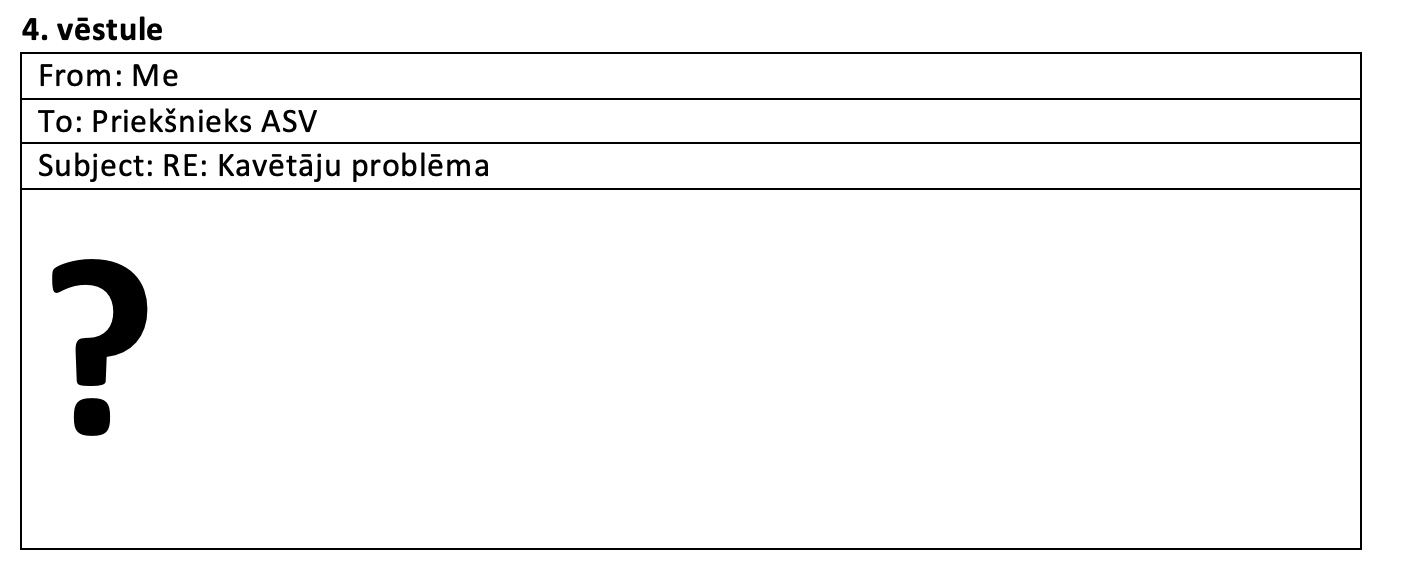 4. vēstule
From: Me
To: Priekšnieks ASV
Subject: RE: Kavētāju problēma
?